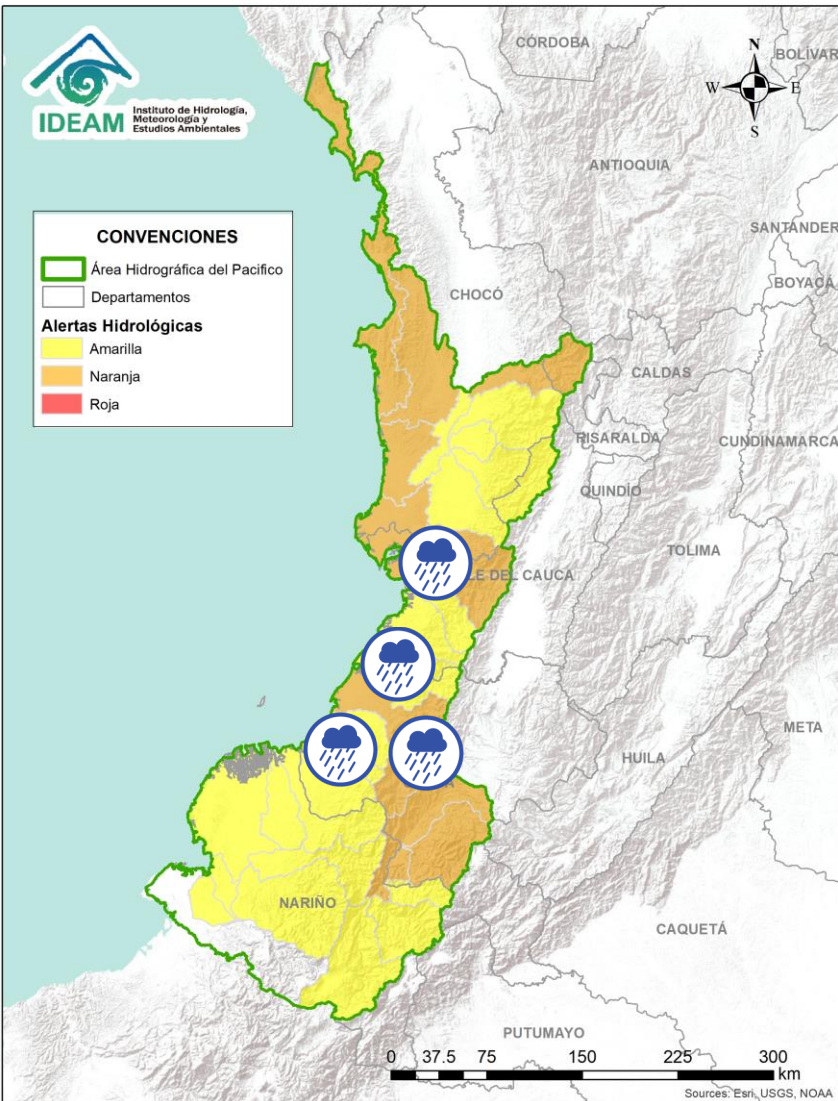 IDEAM
Instituto de Hidrología,
Meteorología y
Estudios Ambientales
CÓRDOBA
BOLÍVAR
N
W
E
S
ANTIOQUIA
SANTANDER
BOYACÁ
CONVENCIONES
Área Hidrográfica del Pacifico
Departamentos
Alertas Hidrológicas
Amarilla
Naranja
Roja
CHOCÓ
CALDAS
RISARALDA
CUNDINAMARCA
QUINDÍO
TOLIMA
LE DEL CAUCA
META
HUILA
A
NARIÑO
CAQUETÁ
PUTUMAYO
0 37.5 75 150 225 300
km
Sources: Esri, USGS, NOAA